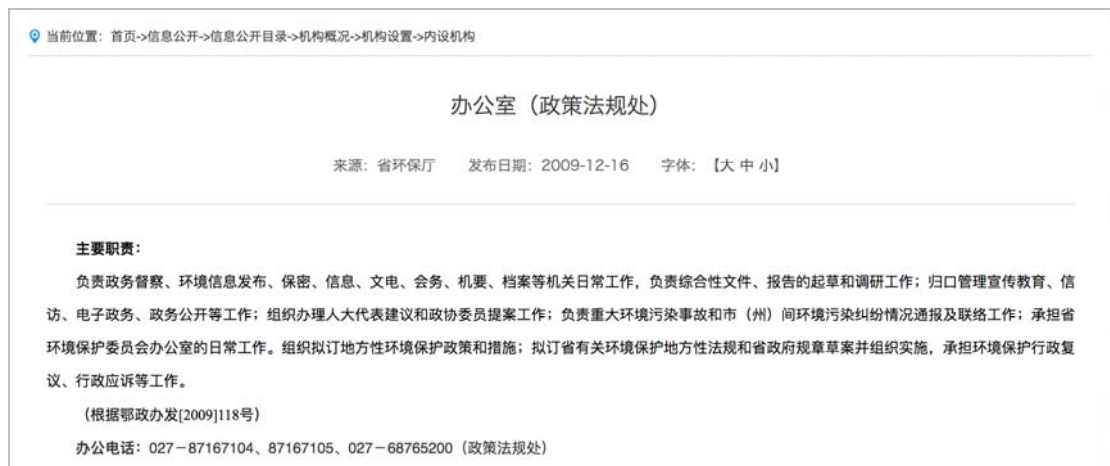 当前位置：首页->信息公开->信息公开目录->机构概况->机构设置->内设机构
办公室（政策法规处）
来源：省环保厅 发布日期：2009-12-16 字体：【大 中 小】
主要职责：
负责政务督察、环境信息发布、保密、信息、文电、会务、机要、档案等机关日常工作，负责综合性文件、报告的起草和调研工作；归口管理宣传教育、信
访、电子政务、政务公开等工作；组织办理人大代表建议和政协委员提案工作；负责重大环境污染事故和市（州）间环境污染纠纷情况通报及联络工作；承担省
环境保护委员会办公室的日常工作。组织拟订地方性环境保护政策和措施；拟订省有关环境保护地方性法规和省政府规章草案并组织实施，承担环境保护行政复
议、行政应诉等工作。
（根据鄂政办发[2009]118号）
办公电话：027－87167104、87167105、027－68765200（政策法规处）